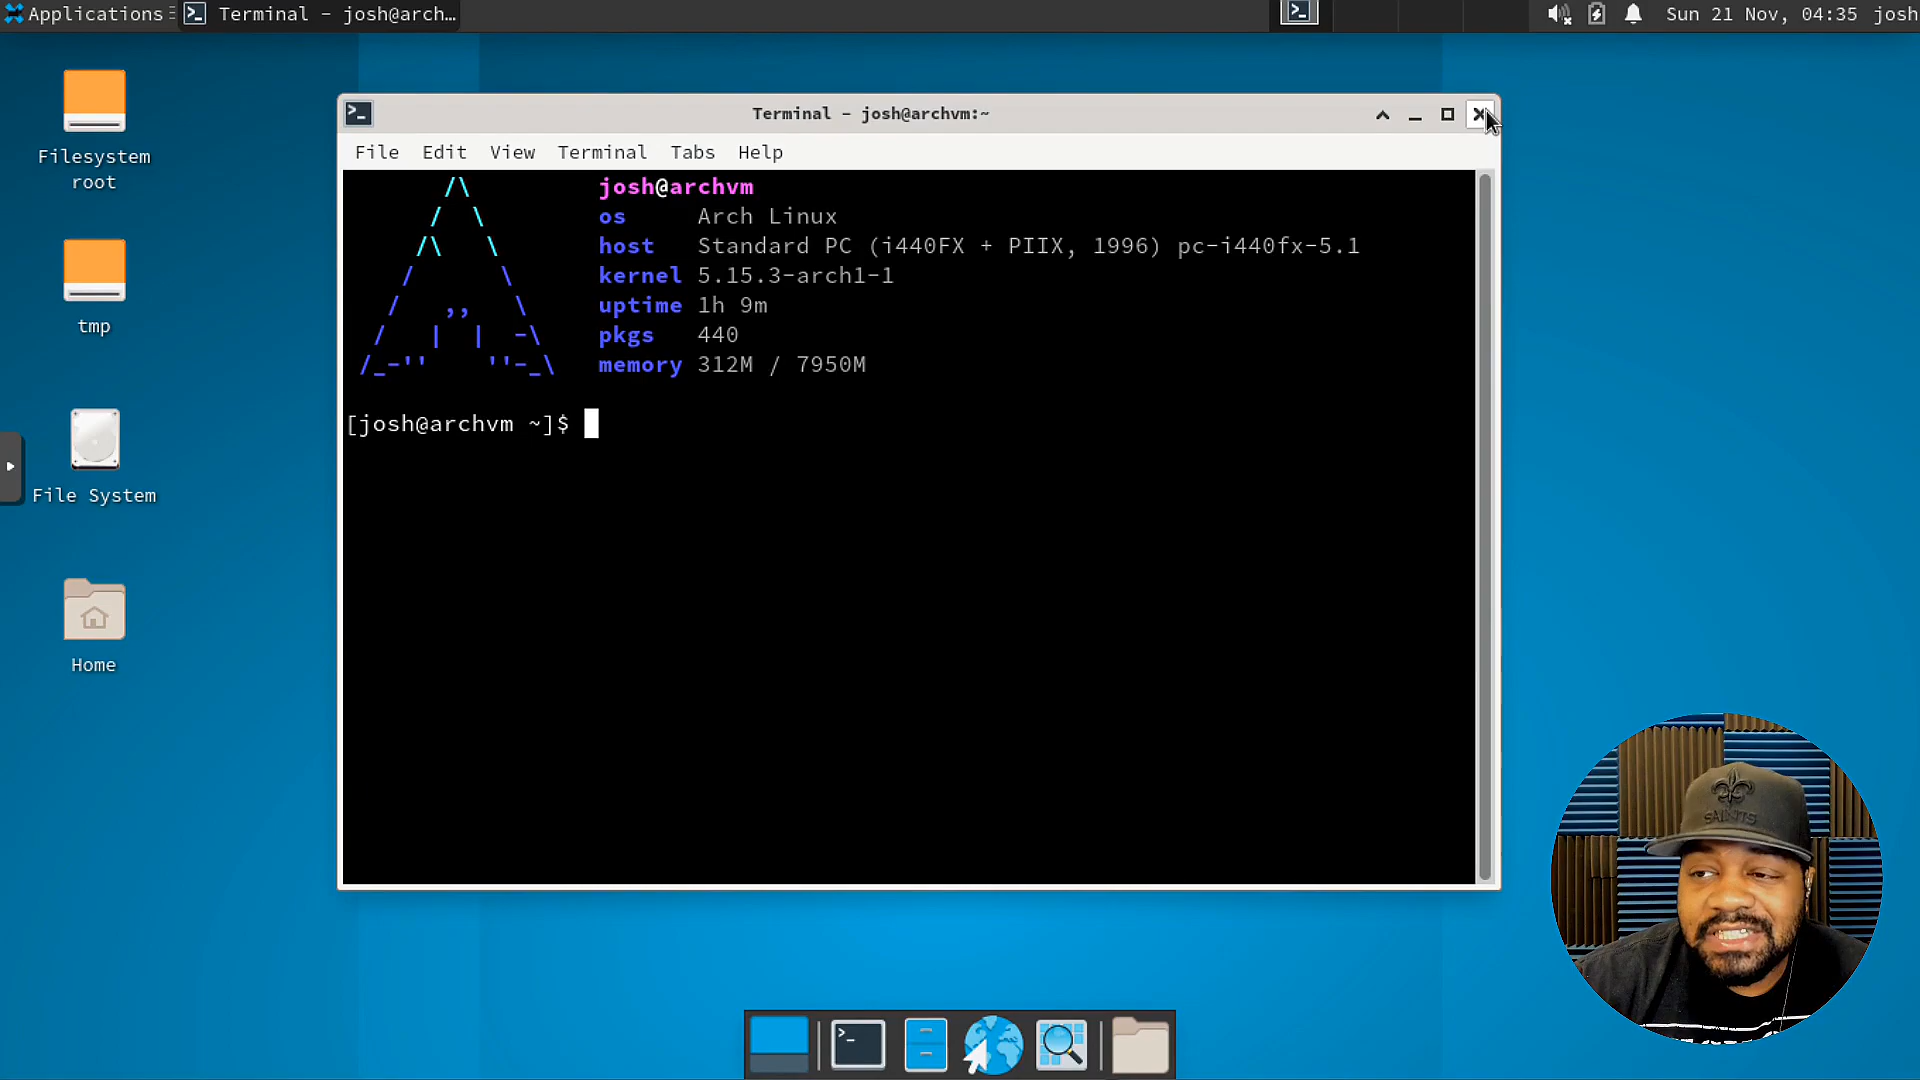 Applications
Terminal - josh@arch…
Sun 21 Nov, 04:35
josh
Filesystem
root
tmp
File System
Home
Terminal - josh@archvm:~
File Edit View Terminal Tabs Help
josh@archvm
os Arch Linux
host Standard PC (i440FX + PIIX, 1996) pc-i440fx-5.1
kernel 5.15.3-arch1-1
uptime 1h 9m
pkgs 440
memory 312M / 7950M
[josh@archvm ~]$
SAINTS